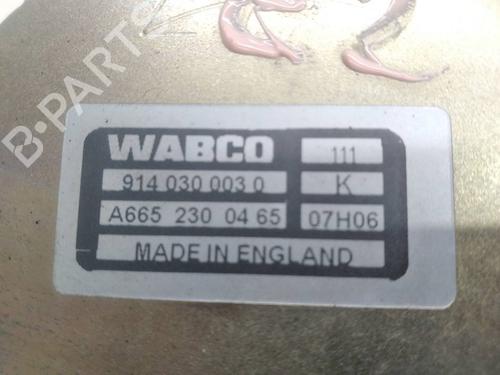 B-PARTS
WABCO 111
914 030 003 0 K
A665 230 04 65 07H06
MADE IN ENGLAND